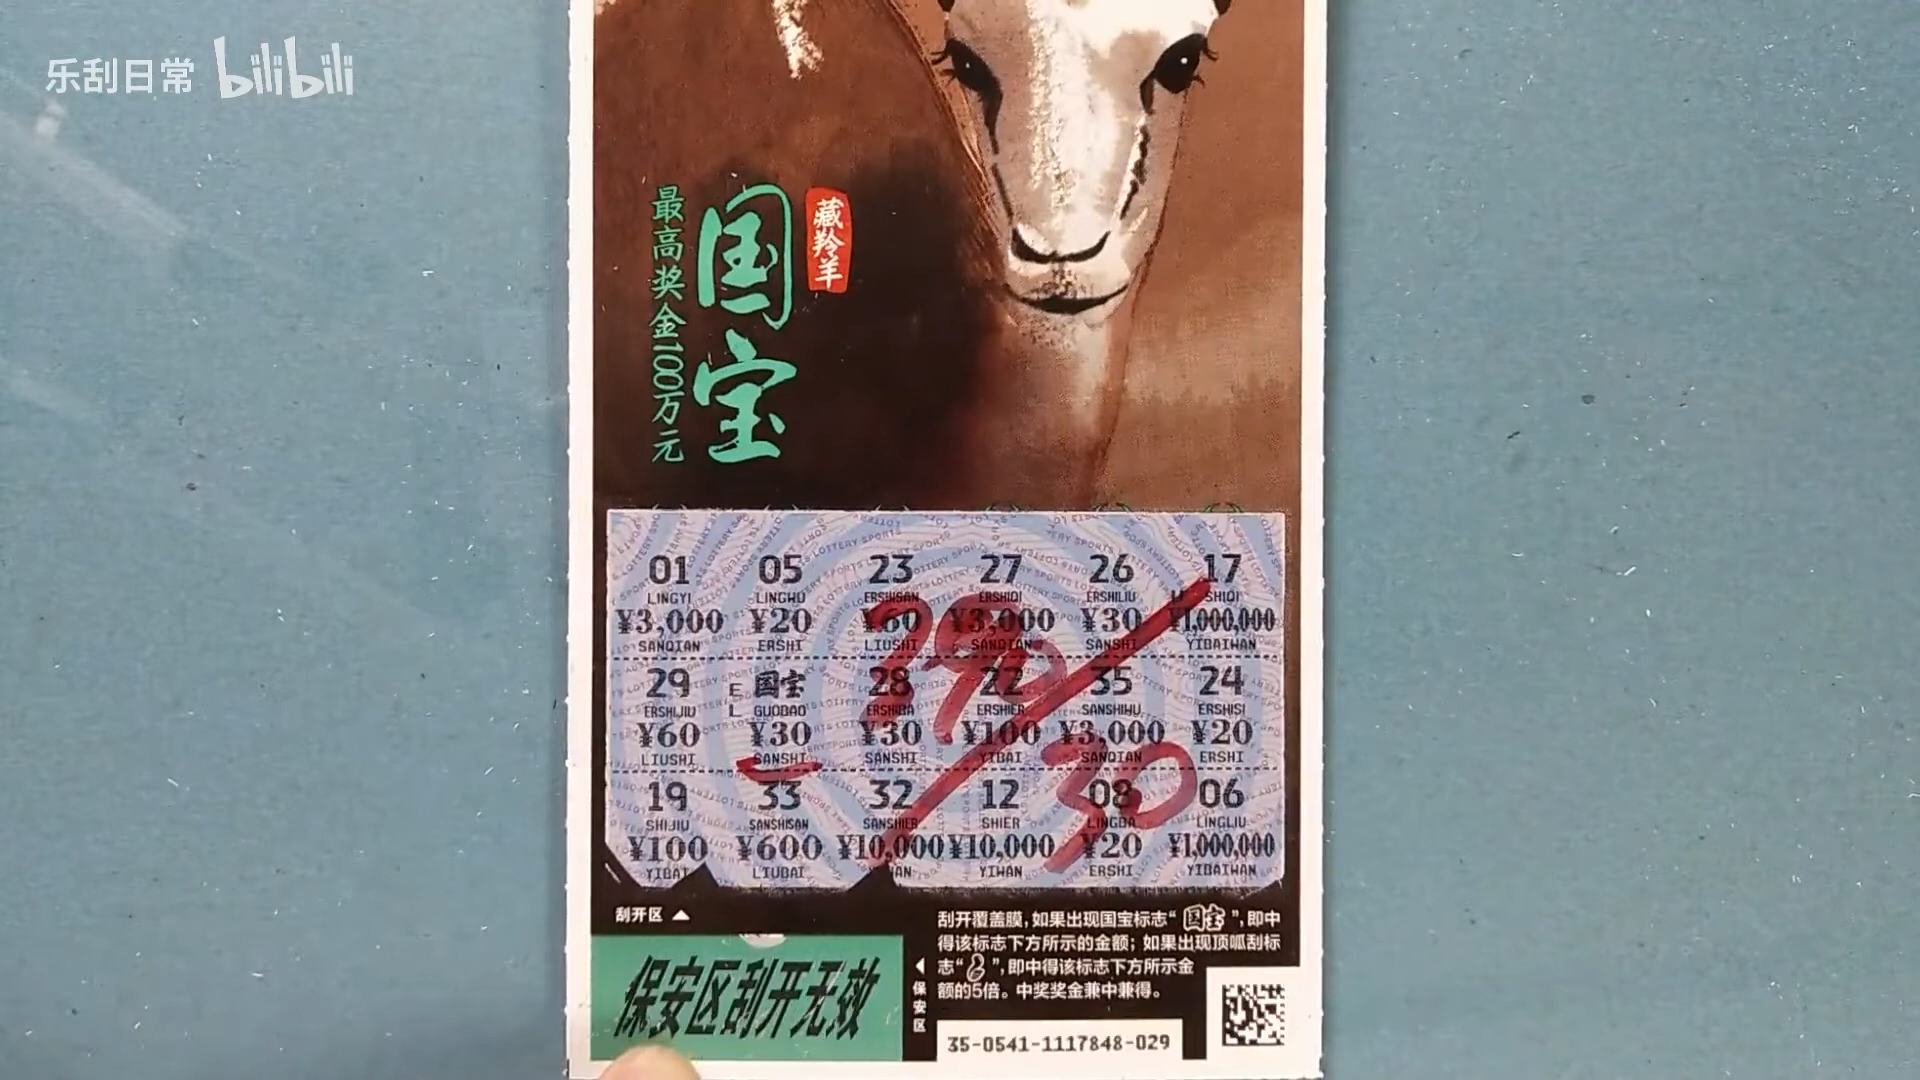 乐刮日常 bilibili
藏羚羊
国宝
最高奖金100万元
01 05 23 27 26 17
LINGYI LINGWU ERSHISAN ERSHIQI ERSHILIU SHIQI
¥3,000 ¥20 ¥60 ¥3,000 ¥30 ¥1,000,000
SANQIAN ERSHI LIUSHI SANQIAN SANSHI YIBAIWAN
29 国宝 28 22 35 24
ERSHIJIU GUOBAO ERSHIBA ERSHIER SANSHIWU ERSHISI
¥60 ¥30 ¥30 ¥100 ¥3,000 ¥20
LIUSHI SANSHI SANSHI YIBAI SANQIAN ERSHI
19 33 32 12 08 06
SHIJIU SANSHISAN SANSHIER SHIER LINGBA LINGLIU
¥100 ¥600 ¥10,000 ¥10,000 ¥20 ¥1,000,000
YIBAI LIUBAI YIWAN ERSHI YIBAIWAN
30
刮开区
刮开覆盖膜,如果出现国宝标志“国宝”,即中
得该标志下方所示的金额;如果出现顶呱刮标
志“ ”,即中得该标志下方所示金
额的5倍。中奖奖金兼中兼得。
保安区
保安区刮开无效
35-0541-1117848-029